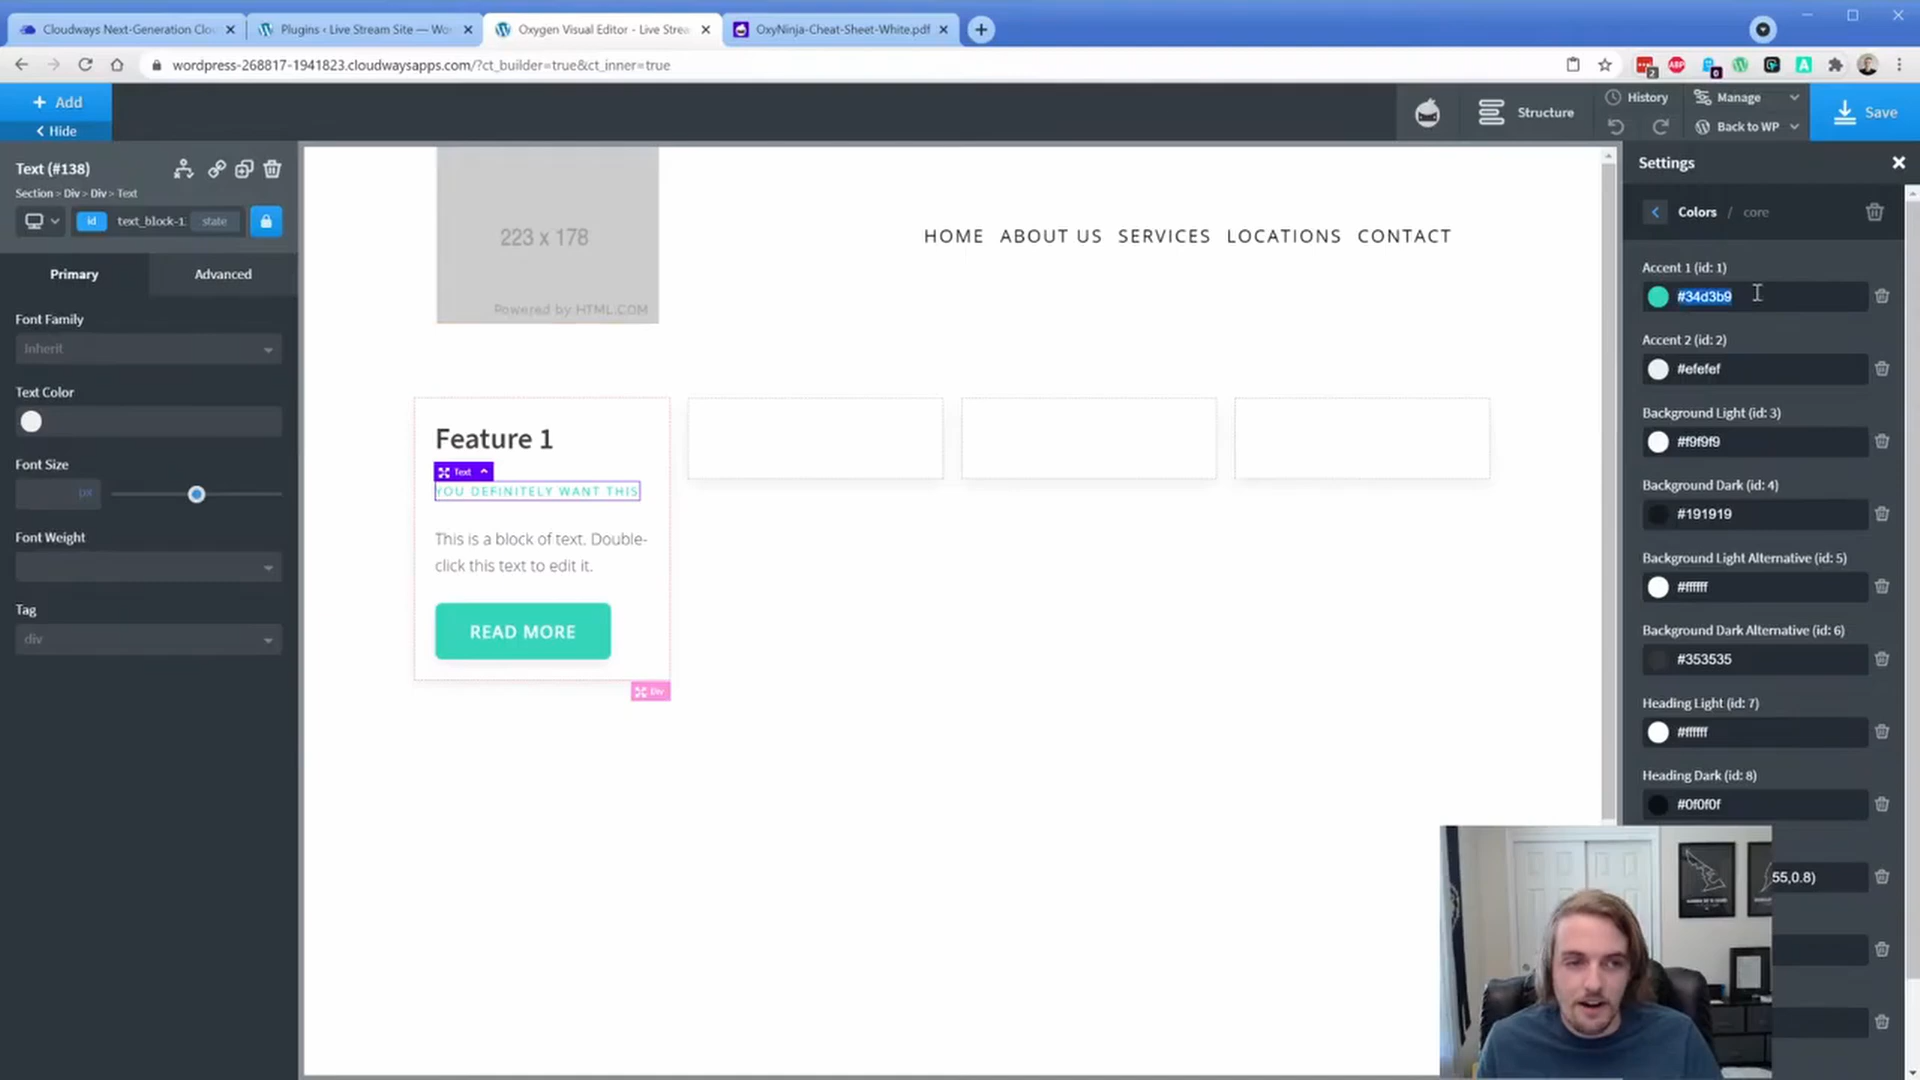 Cloudways Next-Generation Clou
Plugins ‹ Live Stream Site — Wor
Oxygen Visual Editor - Live Strea
OxyNinja-Cheat-Sheet-White.pdf
wordpress-268817-1941823.cloudwaysapps.com/?ct_builder=true&ct_inner=true
+ Add
Hide
Structure
History
Manage
Back to WP
Save
Text (#138)
Section > Div > Div > Text
id text_block-1: state
Primary
Advanced
Font Family
Inherit
Text Color
Font Size
px
Font Weight
Tag
div
223 x 178
Powered by HTML.COM
HOME ABOUT US SERVICES LOCATIONS CONTACT
Feature 1
Text
YOU DEFINITELY WANT THIS
This is a block of text. Double-
click this text to edit it.
READ MORE
Div
Settings
Colors / core
Accent 1 (id: 1)
#34d3b9
Accent 2 (id: 2)
#efefef
Background Light (id: 3)
#f9f9f9
Background Dark (id: 4)
#191919
Background Light Alternative (id: 5)
#ffffff
Background Dark Alternative (id: 6)
#353535
Heading Light (id: 7)
#ffffff
Heading Dark (id: 8)
#0f0f0f
55,0.8)